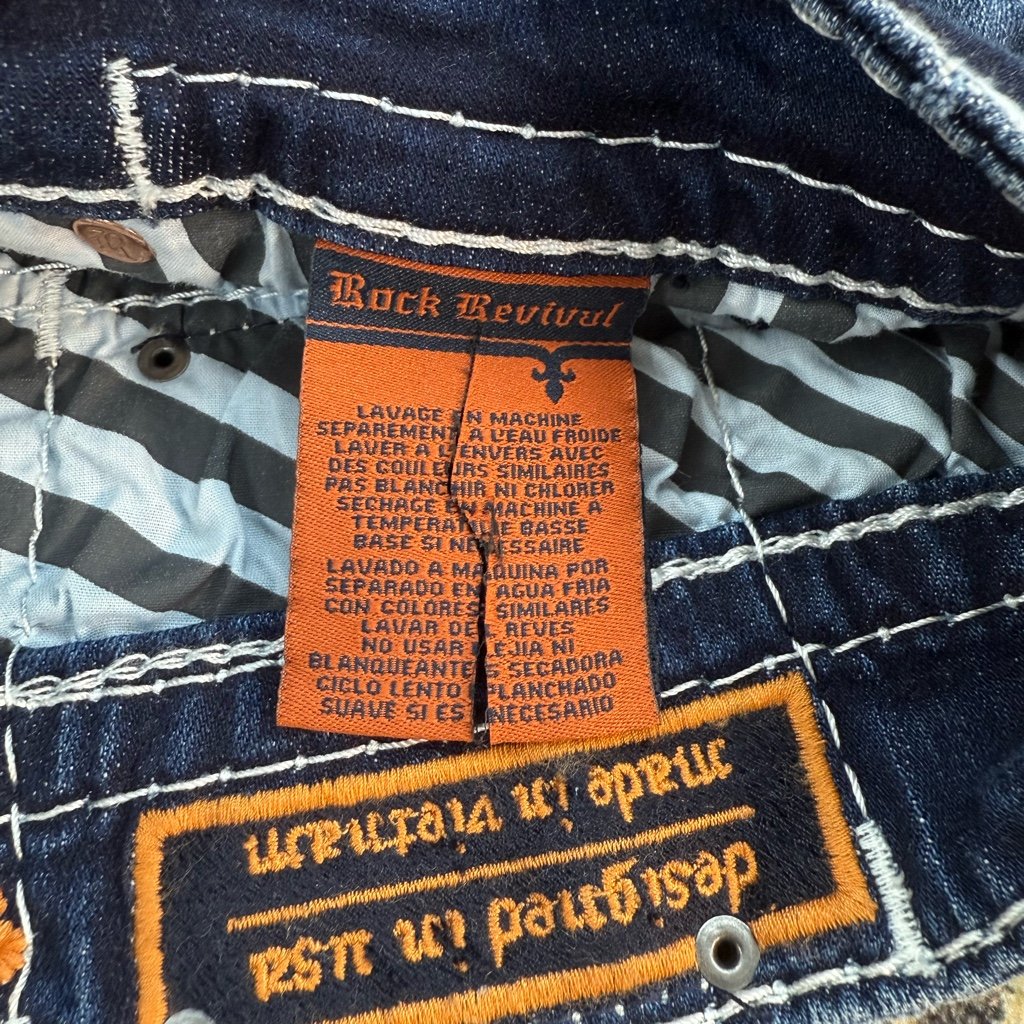 Rock Revival
LAVAGE EN MACHINE
SEPAREMENT A L'EAU FROIDE
LAVER A L'ENVERS AVEC
DES COULEURS SIMILAIRES
PAS BLANCHIR NI CHLORER
SECHAGE EN MACHINE A
TEMPERATURE BASSE
BASE SI NECESSAIRE
LAVADO A MAQUINA POR
SEPARADO EN AGUA FRIA
CON COLORES SIMILARES
LAVAR DEL REVES
NO USAR LEJIA NI
BLANQUEANTES SECADORA
CICLO LENTO PLANCHADO
SUAVE SI ES NECESARIO
designed in usa
made in vietnam